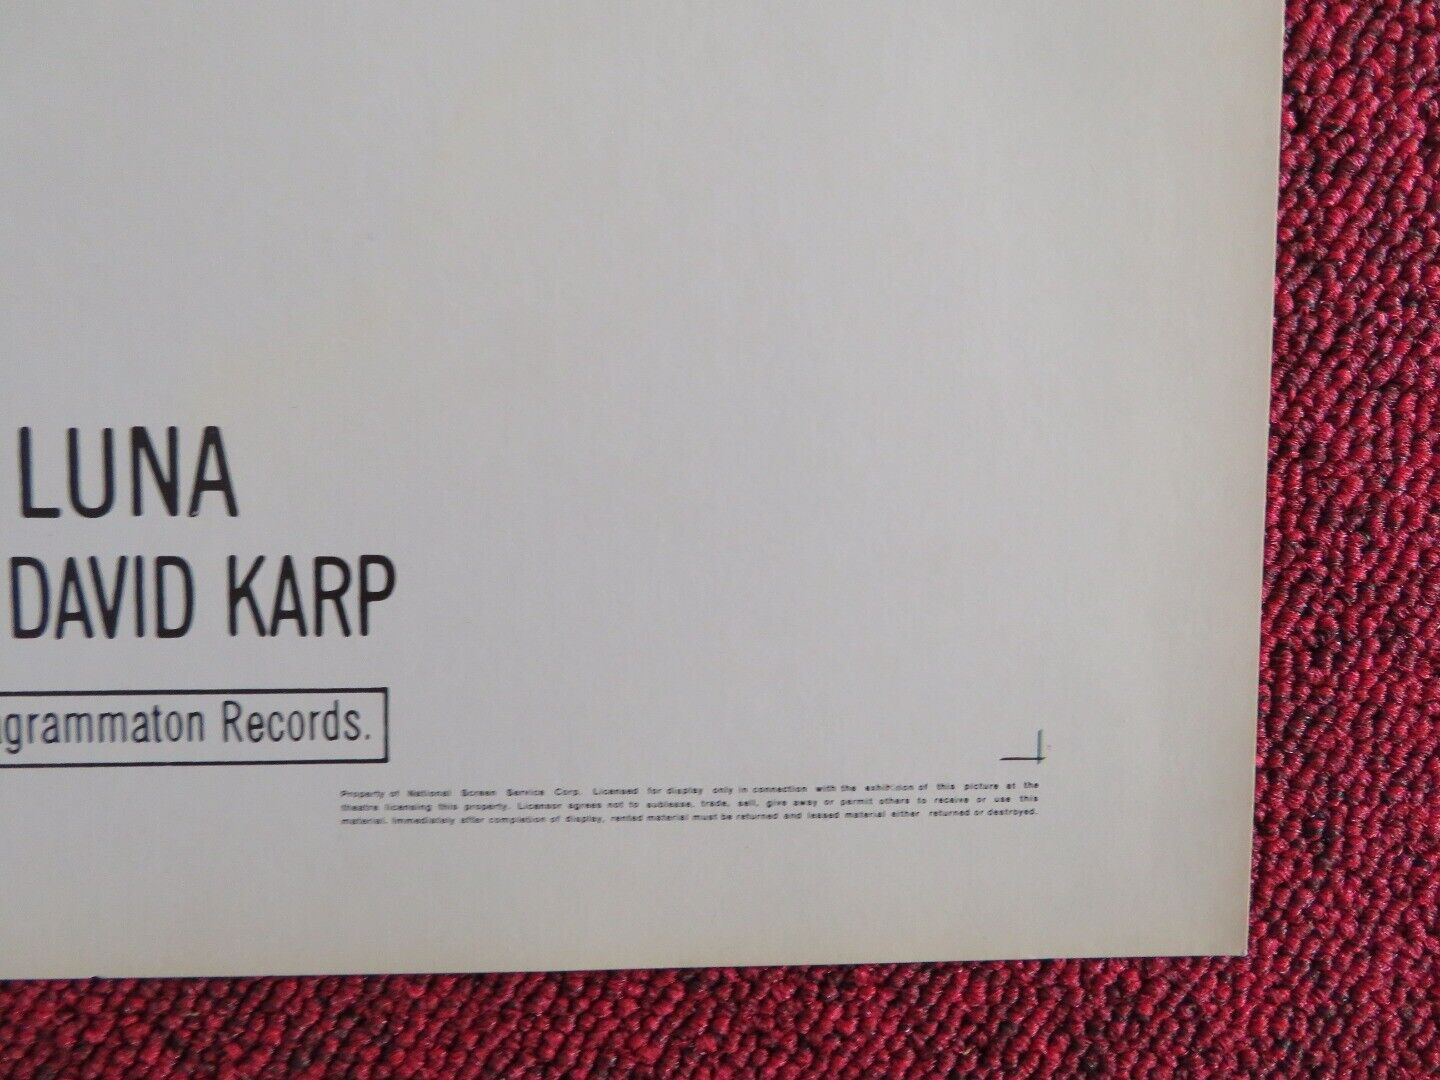 LUNA
DAVID KARP
grammaton Records.
Property of National Screen Service Corp. Licensed for display only in connection with the exhibition of this picture at the
theatre licensing this property. Licensor agrees not to sublease, trade, sell, give away or permit others to receive or use this
material. Immediately after completion of display, rented material must be returned and leased material either returned or destroyed.